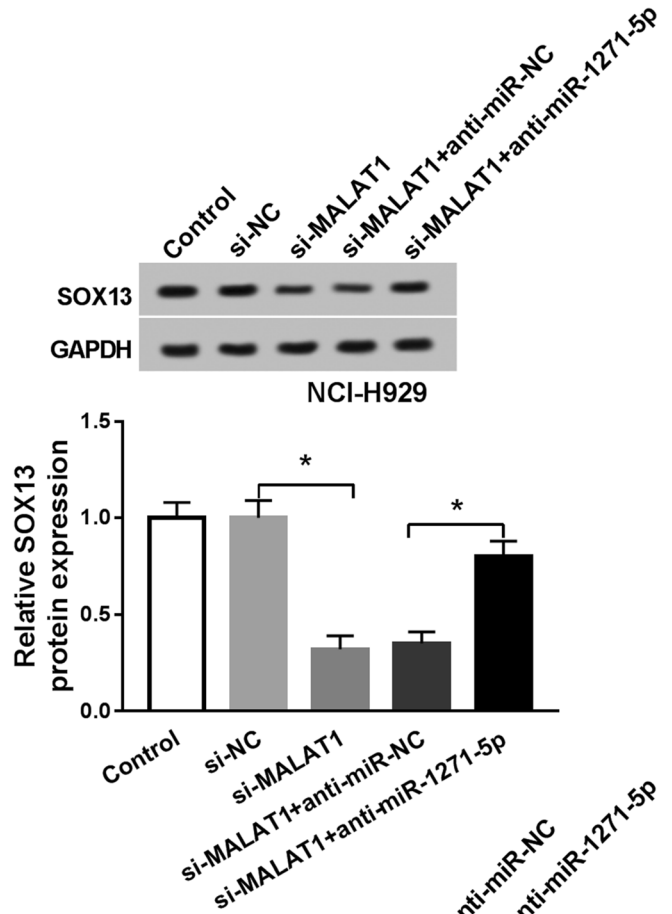 Control
si-NC
si-MALAT1
si-MALAT1+anti-miR-NC
si-MALAT1+anti-miR-1271-5p
SOX13
GAPDH
NCI-H929
Relative SOX13
protein expression
1.5
1.0
0.5
0.0
*
*
Control
si-NC
si-MALAT1
si-MALAT1+anti-miR-NC
si-MALAT1+anti-miR-1271-5p
anti-miR-NC
anti-miR-1271-5p